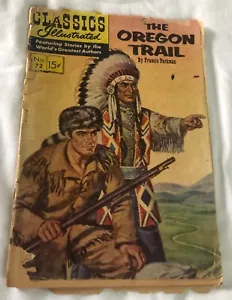 CLASSICS
Illustrated
Featuring Stories by the
World's Greatest Authors
No.
72
15¢
THE
OREGON
TRAIL
By Francis Parkman